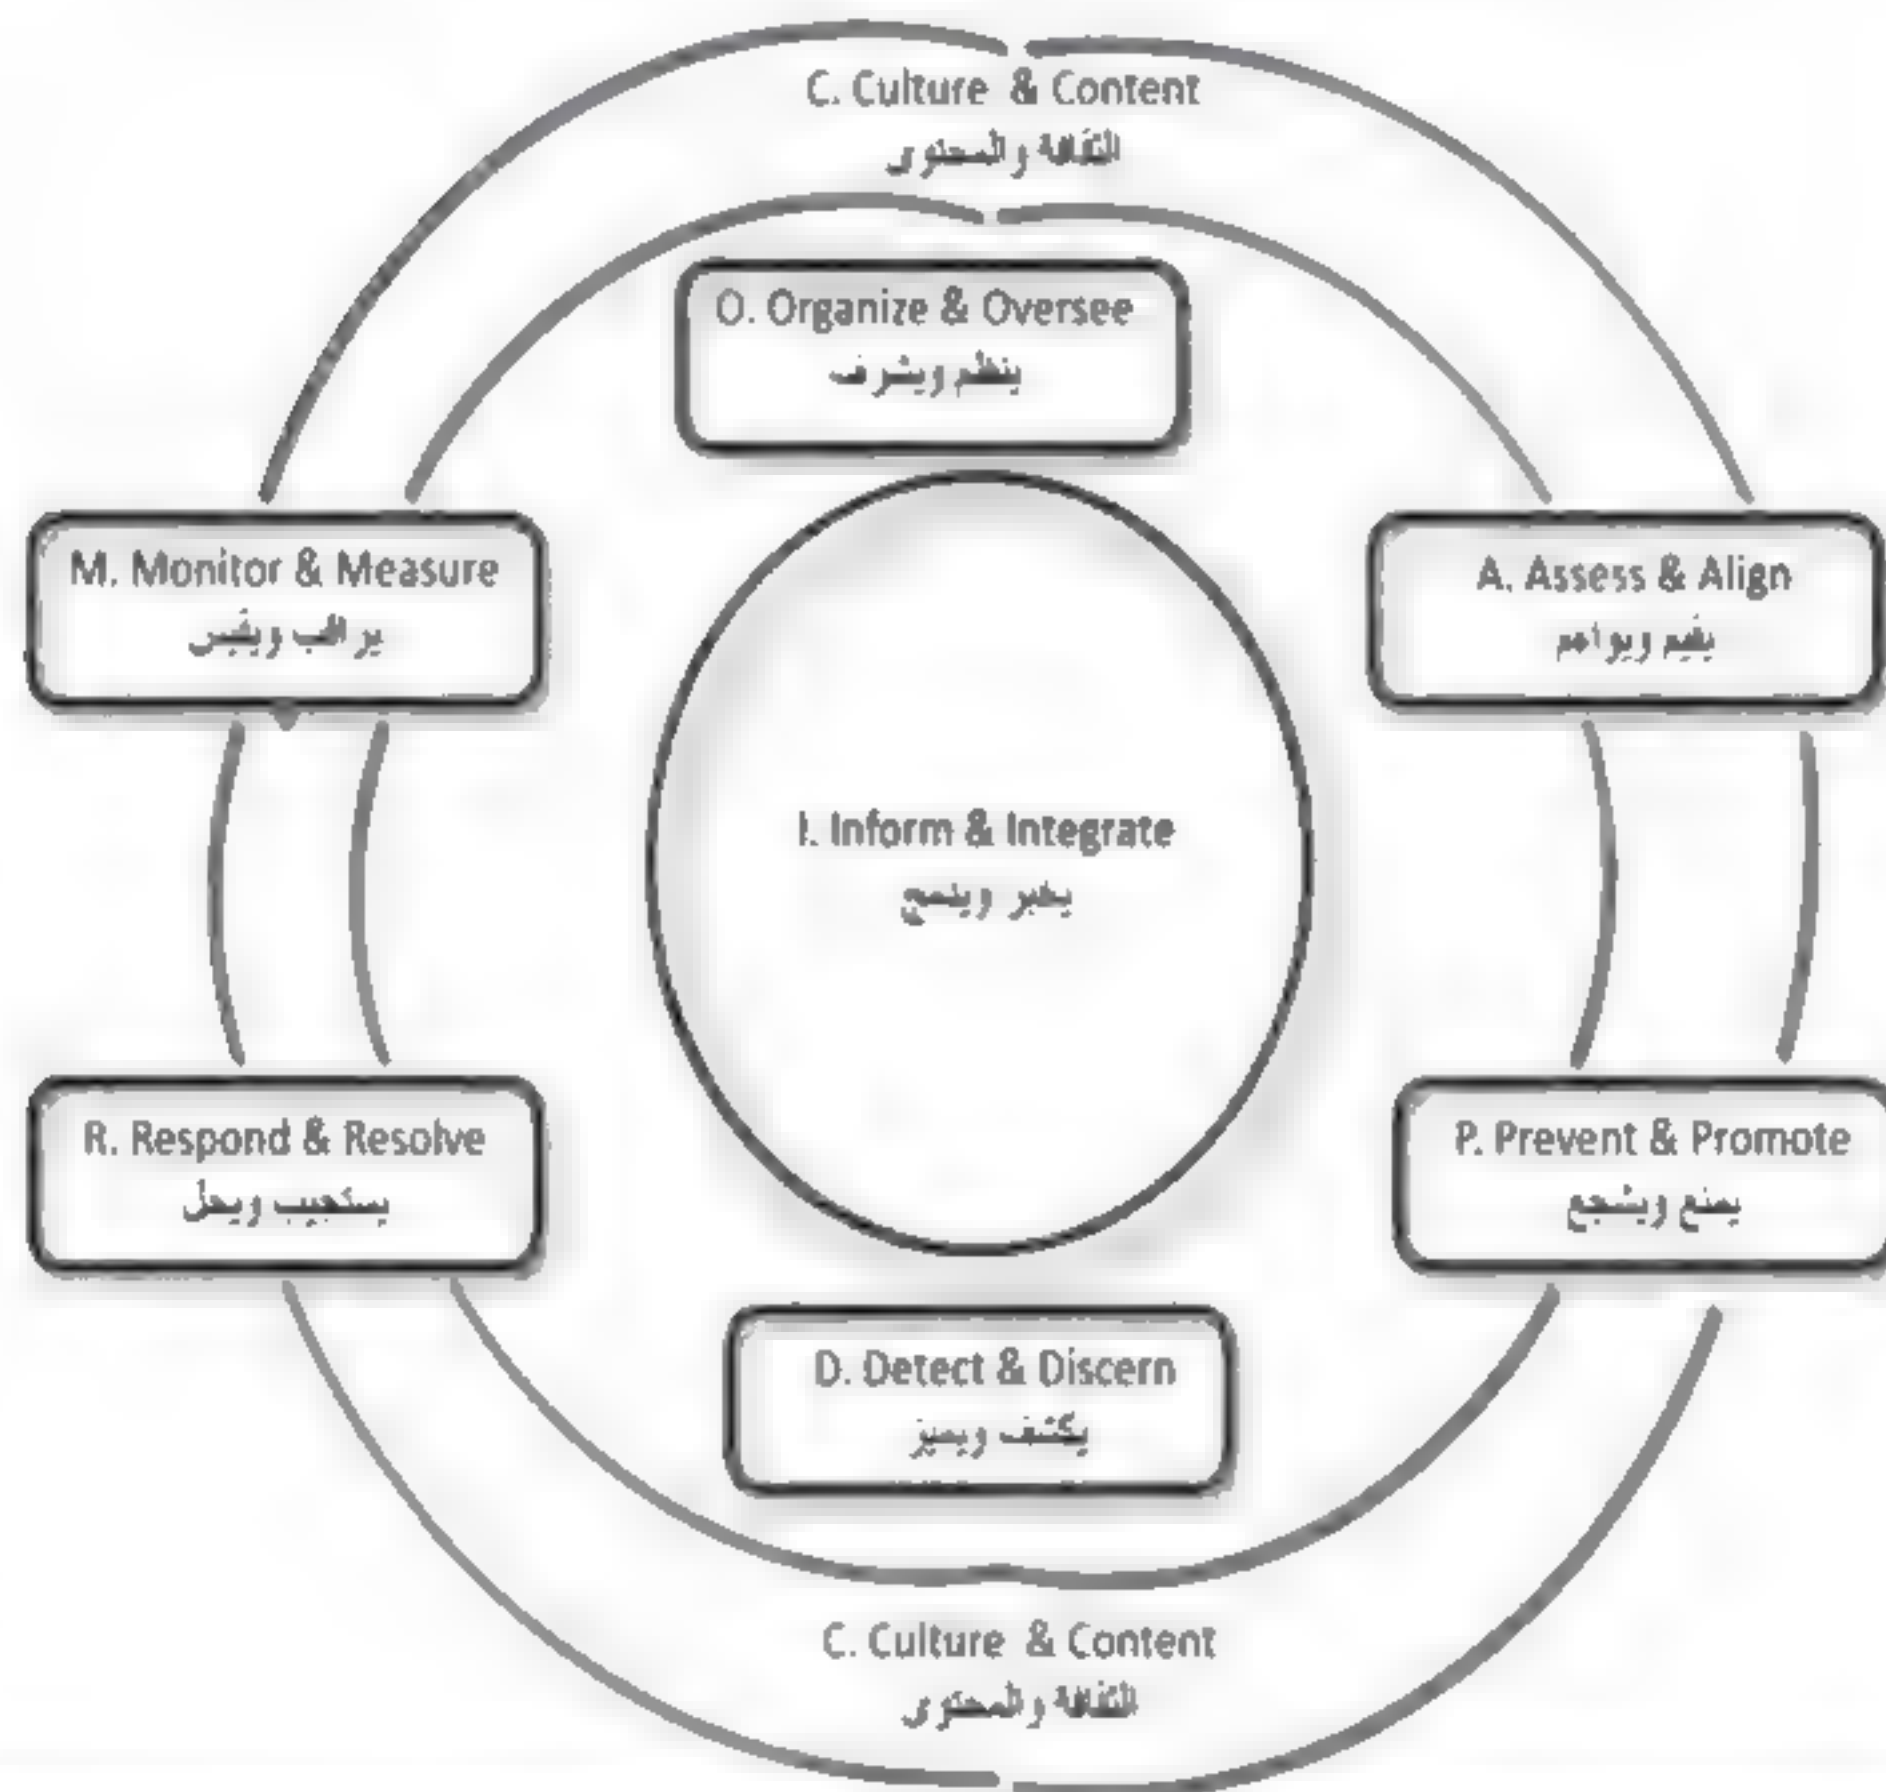 C. Culture & Content
الثقافة والمحتوى
O. Organize & Oversee
ينظم ويشرف
M. Monitor & Measure
يراقب ويقيس
A. Assess & Align
يقيم ويوائم
I. Inform & Integrate
يخبر ويدمج
R. Respond & Resolve
يستجيب ويحل
P. Prevent & Promote
يمنع ويشجع
D. Detect & Discern
يكتشف ويميز
C. Culture & Content
الثقافة والمحتوى